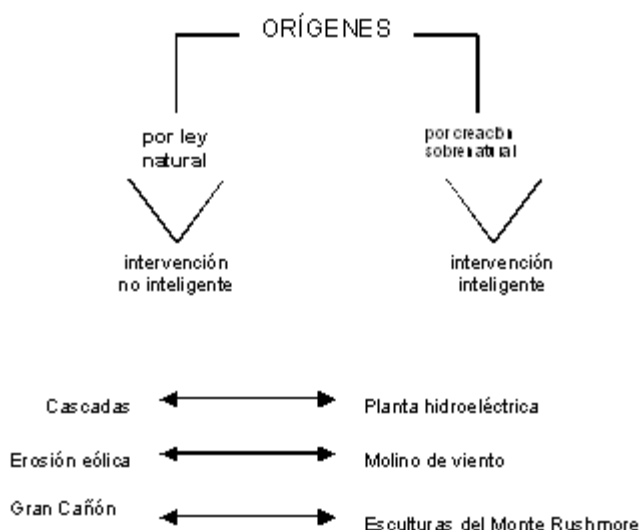 ORÍGENES
por ley
natural
por creación
sobrenatural
intervención
no inteligente
intervención
inteligente
Cascadas
Planta hidroeléctrica
Erosión eólica
Molino de viento
Gran Cañón
Esculturas del Monte Rushmore